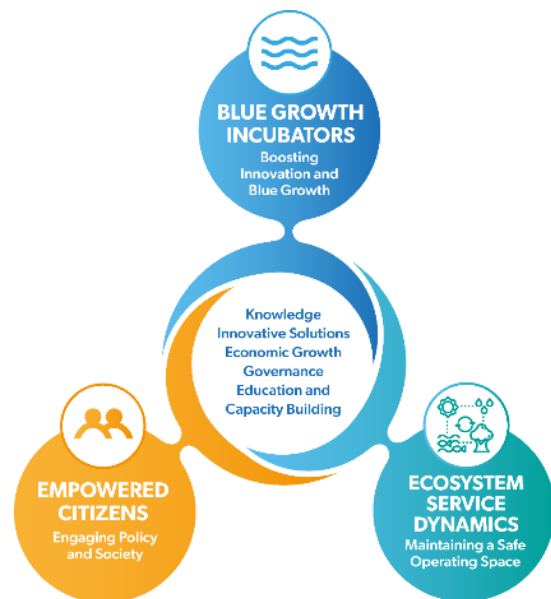 BLUE GROWTH
INCUBATORS
Boosting
Innovation and
Blue Growth
Knowledge
Innovative Solutions
Economic Growth
Governance
Education and
Capacity Building
EMPOWERED
CITIZENS
Engaging Policy
and Society
ECOSYSTEM
SERVICE
DYNAMICS
Maintaining a Safe
Operating Space